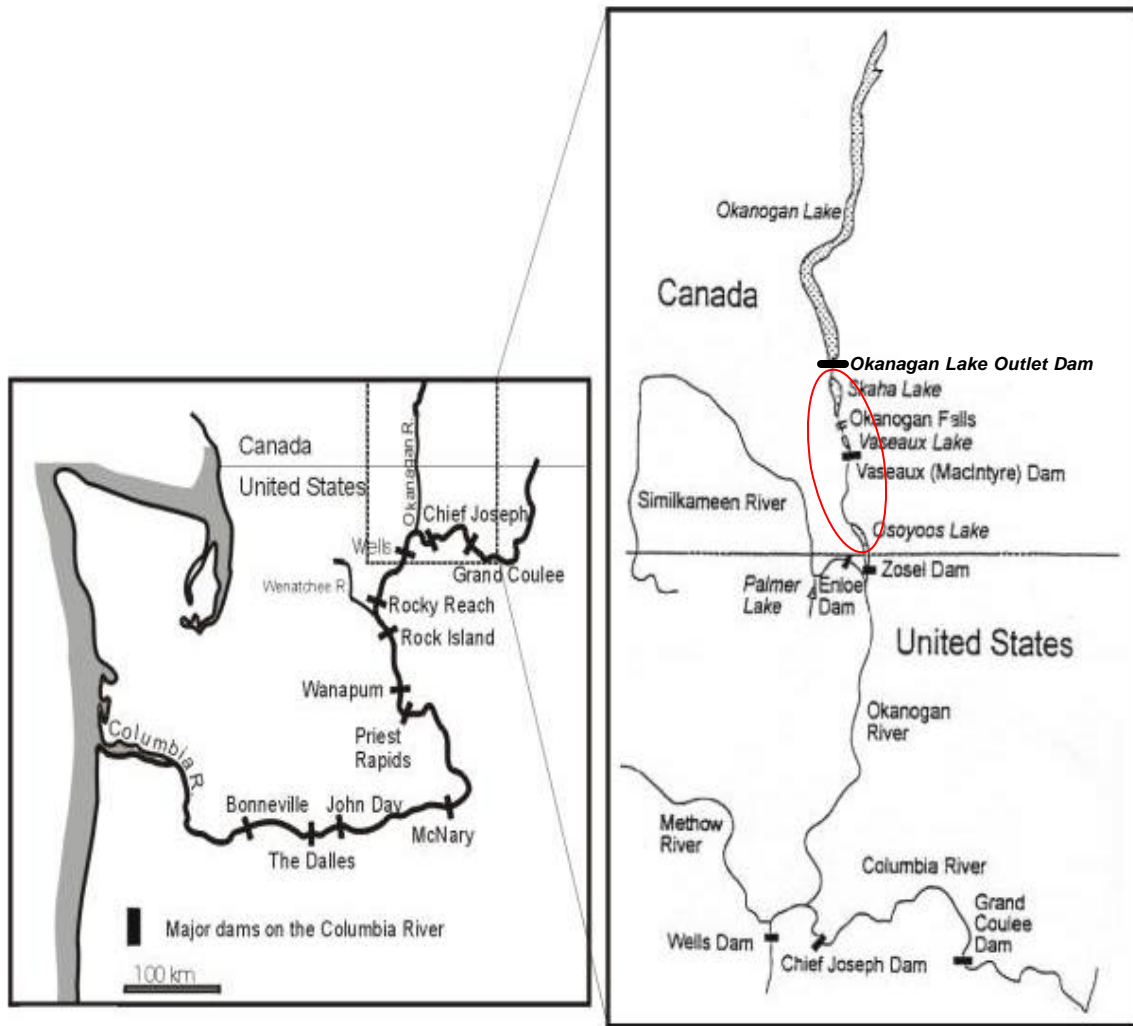 Canada
United States
Okanagan R.
Chief Joseph
Wells
Grand Coulee
Wenatchee R.
Rocky Reach
Rock Island
Wanapum
Priest
Rapids
Columbia R.
Bonneville
John Day
McNary
The Dalles
Major dams on the Columbia River
100 km
Okanogan Lake
Canada
Okanagan Lake Outlet Dam
Skaha Lake
Okanogan Falls
Vaseaux Lake
Vaseaux (MacIntyre) Dam
Similkameen River
Osoyoos Lake
Zosel Dam
Palmer
Lake
Enloe
Dam
United States
Okanogan
River
Methow
River
Columbia River
Grand
Coulee
Dam
Wells Dam
Chief Joseph Dam